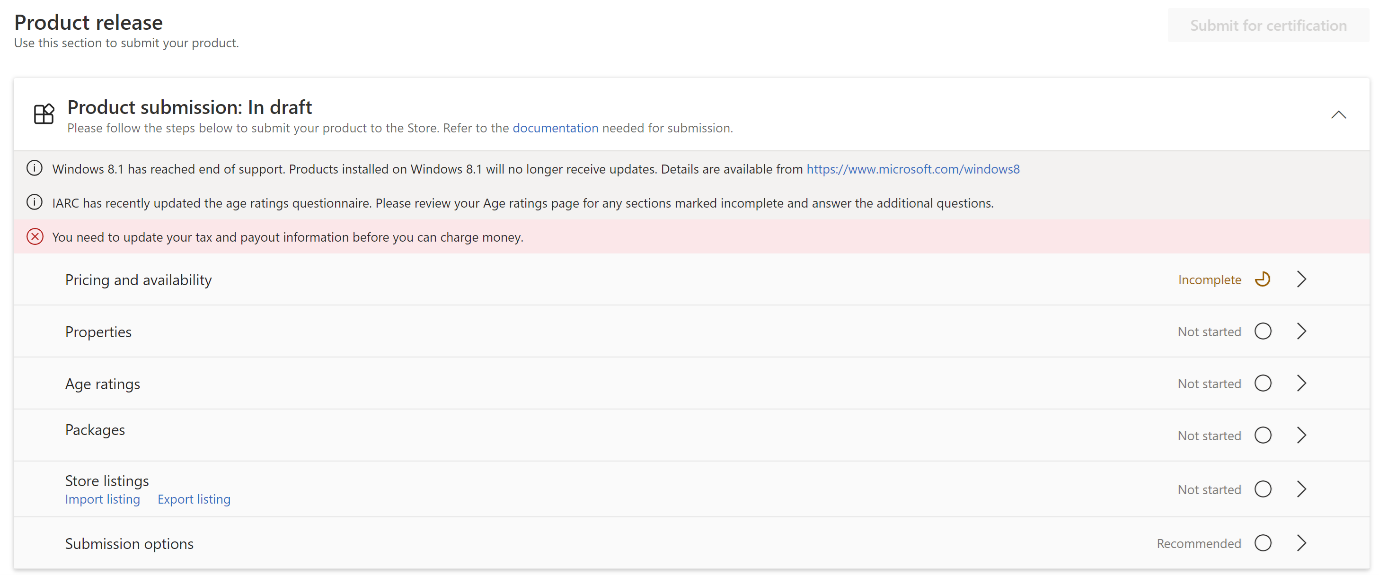 Product release
Submit for certification
Use this section to submit your product.
Product submission: In draft
Please follow the steps below to submit your product to the Store. Refer to the documentation needed for submission.
Windows 8.1 has reached end of support. Products installed on Windows 8.1 will no longer receive updates. Details are available from https://www.microsoft.com/windows8
IARC has recently updated the age ratings questionnaire. Please review your Age ratings page for any sections marked incomplete and answer the additional questions.
You need to update your tax and payout information before you can charge money.
Pricing and availability Incomplete
Properties Not started
Age ratings Not started
Packages Not started
Store listings Not started
Import listing Export listing
Submission options Recommended